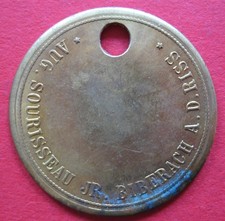 * AUG. SOURISSEAU JR. BIBERACH A/D.RISS *